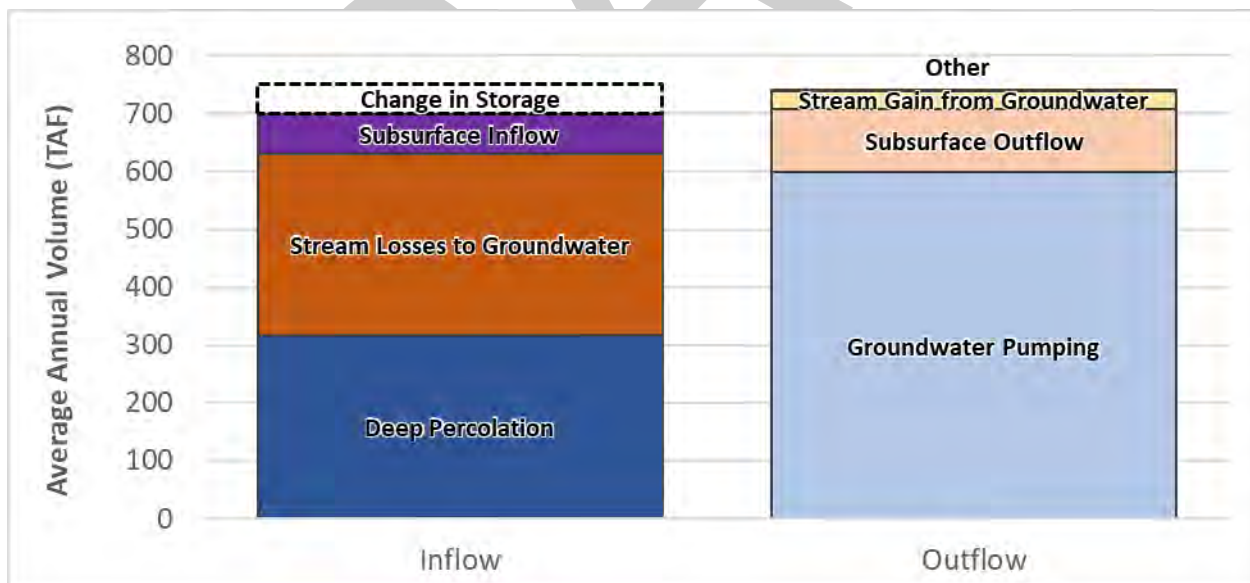 Average Annual Volume (TAF)
800
700
600
500
400
300
200
100
0
Change in Storage
Subsurface Inflow
Stream Losses to Groundwater
Deep Percolation
Other
Stream Gain from Groundwater
Subsurface Outflow
Groundwater Pumping
Inflow
Outflow